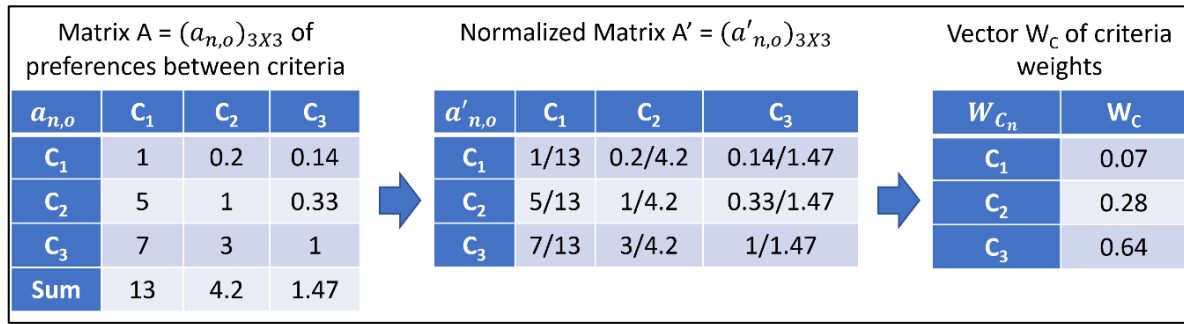 Matrix A = (aₙ,ₒ)₃X₃ of
preferences between criteria
aₙ,ₒ C₁ C₂ C₃
C₁ 1 0.2 0.14
C₂ 5 1 0.33
C₃ 7 3 1
Sum 13 4.2 1.47
Normalized Matrix A’ = (a'ₙ,ₒ)₃X₃
a'ₙ,ₒ C₁ C₂ C₃
C₁ 1/13 0.2/4.2 0.14/1.47
C₂ 5/13 1/4.2 0.33/1.47
C₃ 7/13 3/4.2 1/1.47
Vector W_C of criteria
weights
W_Cₙ W_C
C₁ 0.07
C₂ 0.28
C₃ 0.64